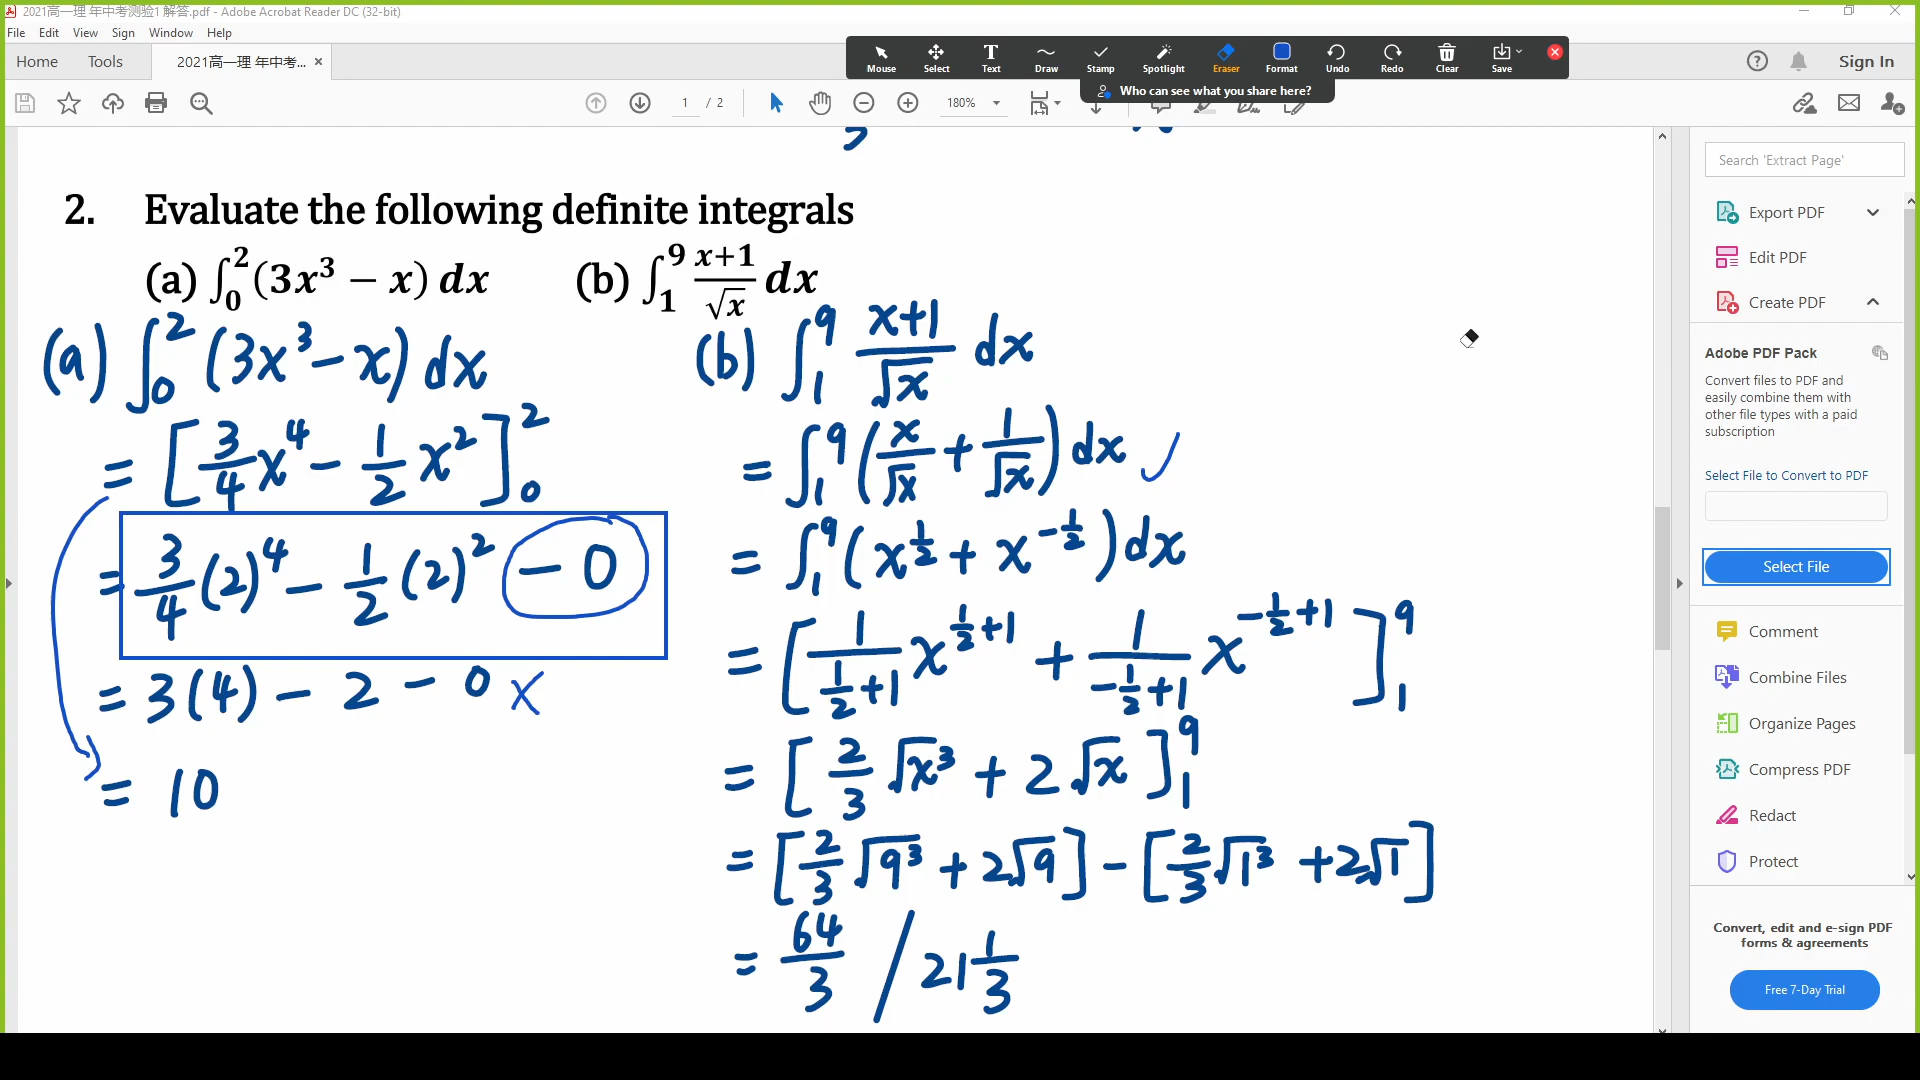 2021高一理 年中考测验1 解答.pdf - Adobe Acrobat Reader DC (32-bit)
File Edit View Sign Window Help
Home Tools 2021高一理 年中考... ×
Mouse Select Text Draw Stamp Spotlight Eraser Format Undo Redo Clear Save
Sign In
Who can see what you share here?
1 / 2 180%
2. Evaluate the following definite integrals
(a) ∫₀² (3x³ − x) dx (b) ∫₁⁹ (x+1)/√x dx
(a) ∫₀² (3x³ − x) dx
= [3/4 x⁴ − 1/2 x²]₀²
= 3/4 (2)⁴ − 1/2 (2)² − 0
= 3(4) − 2 − 0 x
= 10
(b) ∫₁⁹ (x+1)/√x dx
= ∫₁⁹ (x/√x + 1/√x) dx ✓
= ∫₁⁹ (x^(1/2) + x^(−1/2)) dx
= [1/(1/2+1) x^(1/2+1) + 1/(−1/2+1) x^(−1/2+1)]₁⁹
= [2/3 √x³ + 2√x]₁⁹
= [2/3 √9³ + 2√9] − [2/3 √1³ + 2√1]
= 64/3 / 21 1/3
Search 'Extract Page'
Export PDF
Edit PDF
Create PDF
Adobe PDF Pack
Convert files to PDF and
easily combine them with
other file types with a paid
subscription
Select File to Convert to PDF
Select File
Comment
Combine Files
Organize Pages
Compress PDF
Redact
Protect
Convert, edit and e-sign PDF
forms & agreements
Free 7-Day Trial